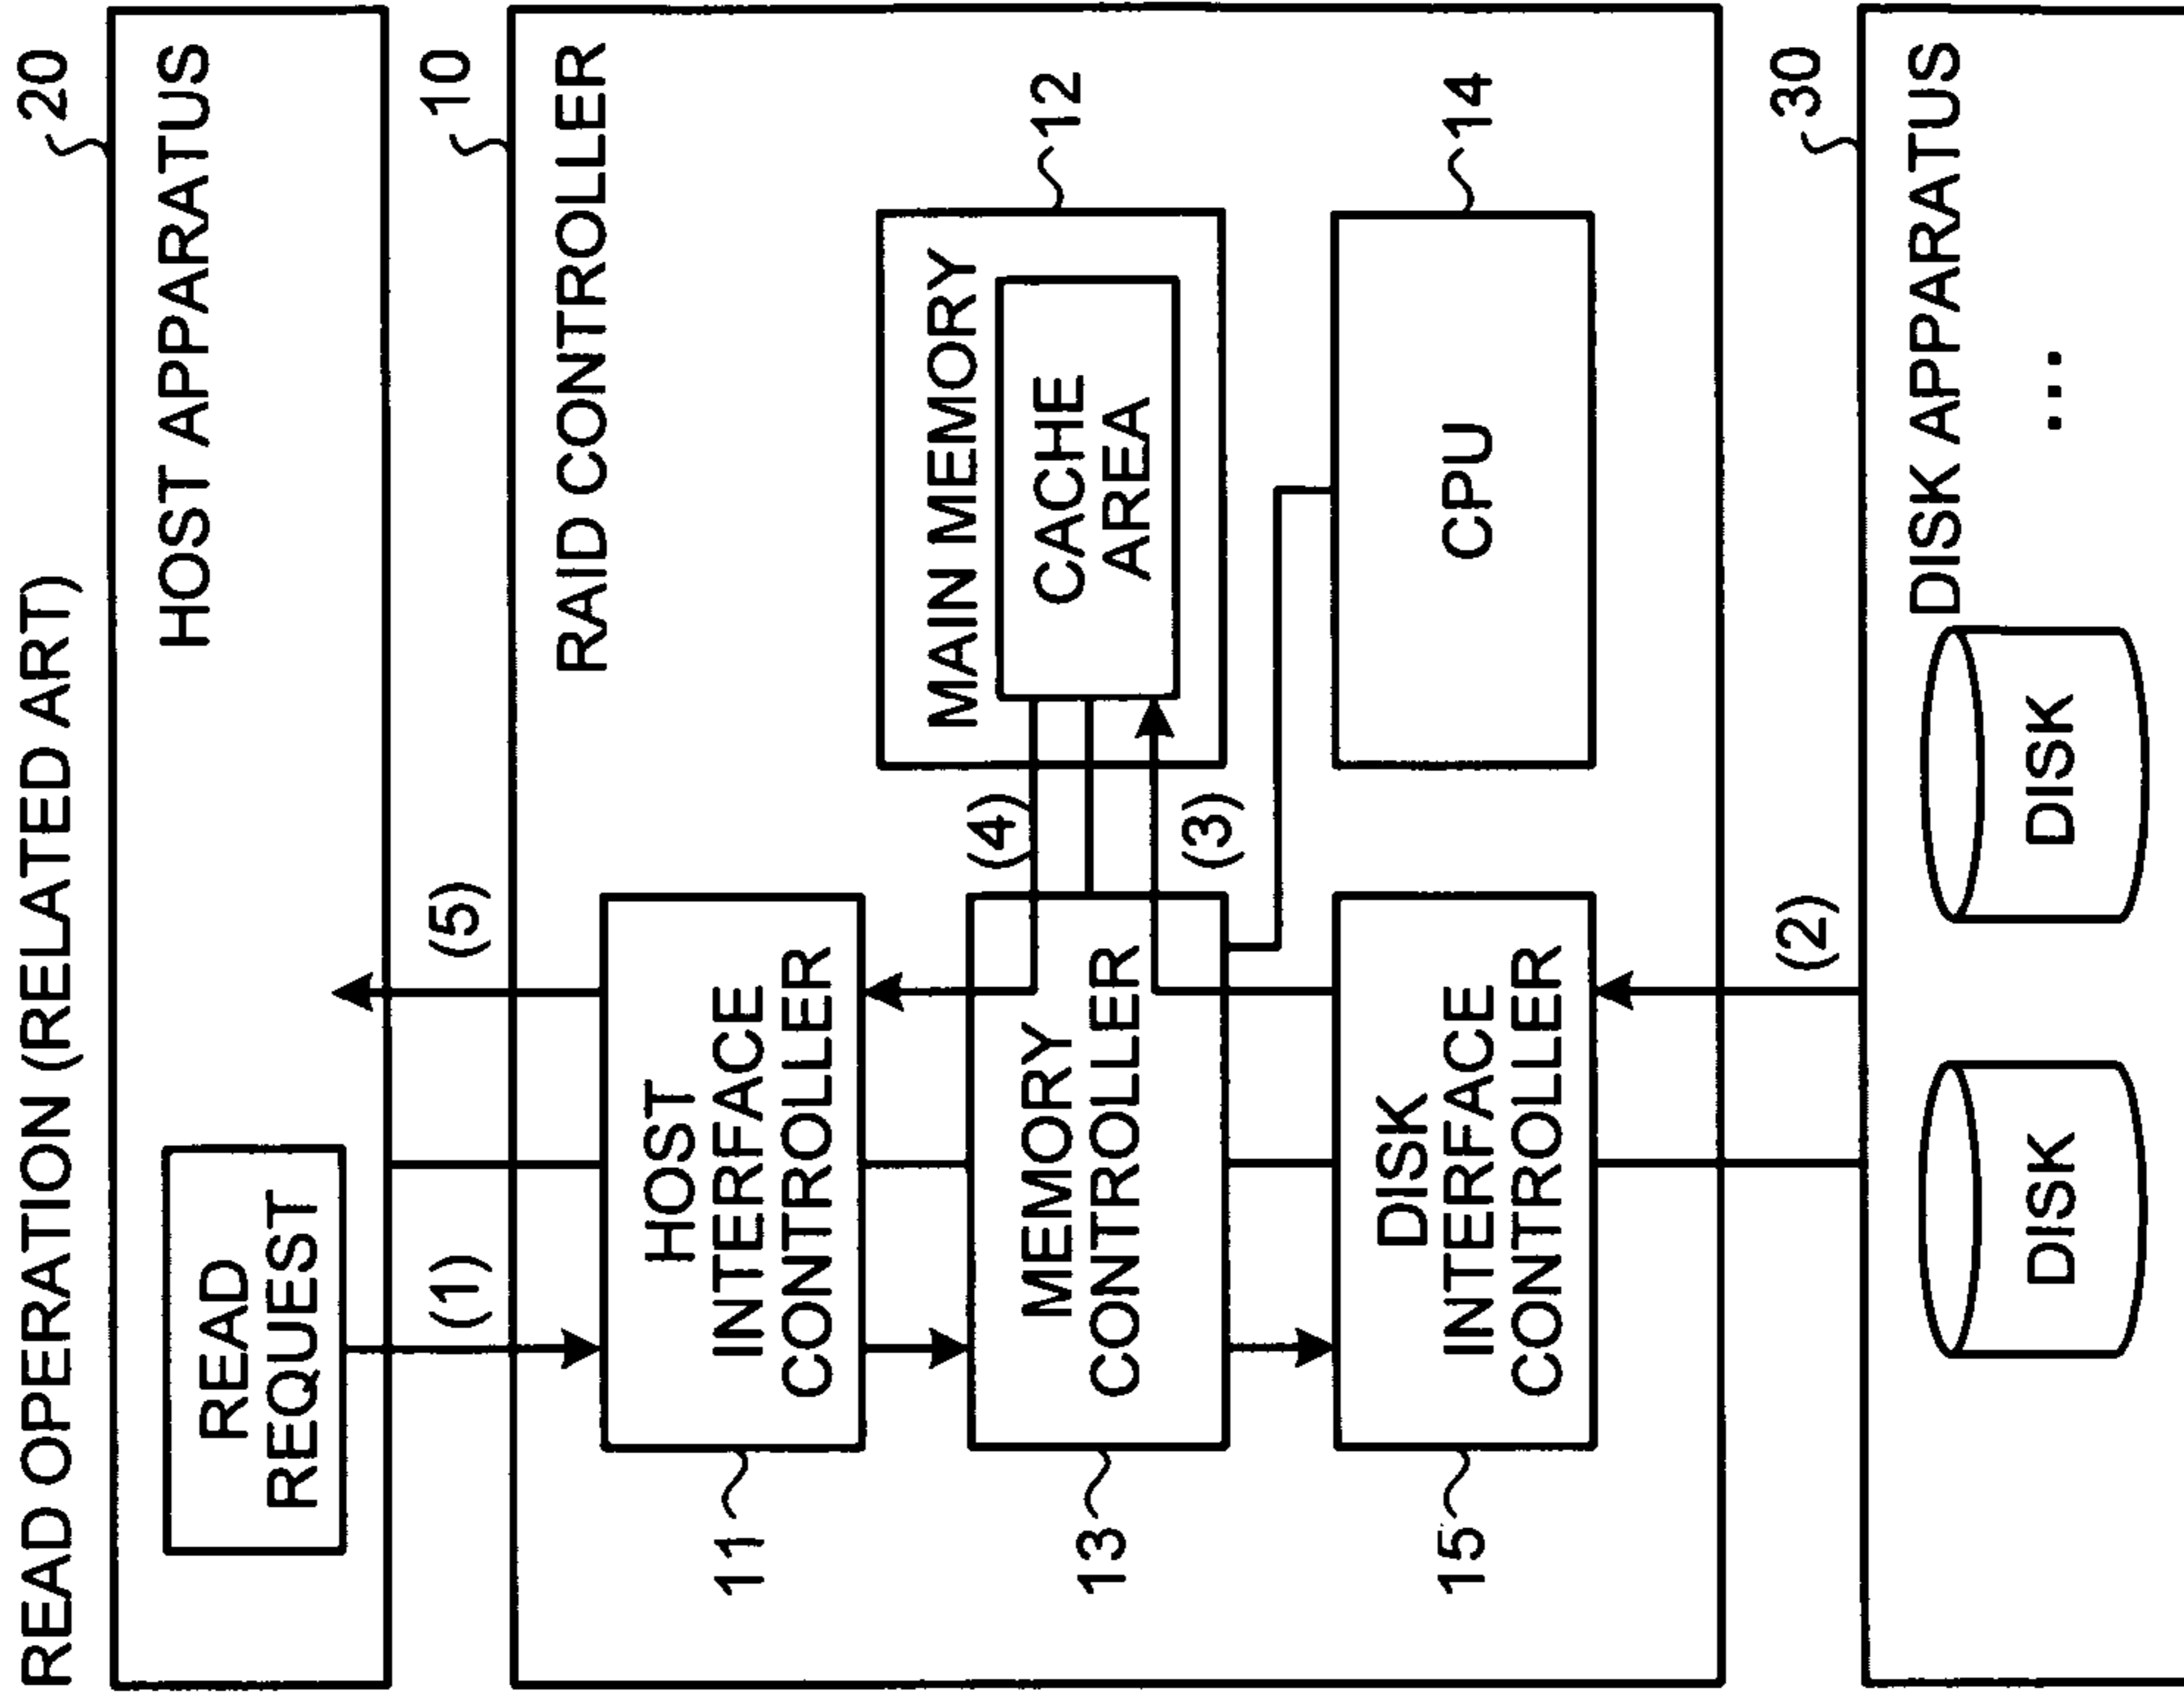 READ OPERATION (RELATED ART)
20
HOST APPARATUS
READ
REQUEST
(1)
(5)
10
RAID CONTROLLER
11
HOST
INTERFACE
CONTROLLER
MAIN MEMORY
CACHE
AREA
12
(4)
(3)
13
MEMORY
CONTROLLER
CPU
14
15
DISK
INTERFACE
CONTROLLER
(2)
30
DISK APPARATUS
DISK
DISK
...